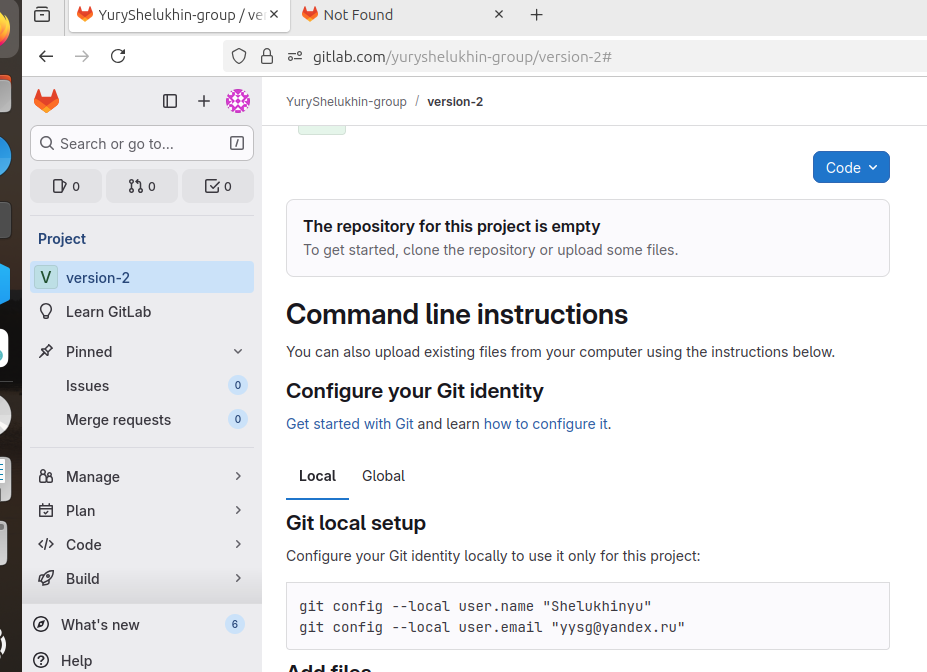 YuryShelukhin-group / ve
Not Found
gitlab.com/yuryshelukhin-group/version-2#
YuryShelukhin-group / version-2
Search or go to...
/
0
0
0
Code
The repository for this project is empty
To get started, clone the repository or upload some files.
Project
V version-2
Learn GitLab
Pinned
Issues 0
Merge requests 0
Manage
Plan
Code
Build
What's new 6
Help
Command line instructions
You can also upload existing files from your computer using the instructions below.
Configure your Git identity
Get started with Git and learn how to configure it.
Local Global
Git local setup
Configure your Git identity locally to use it only for this project:
git config --local user.name "Shelukhinyu"
git config --local user.email "yysg@yandex.ru"
Add files